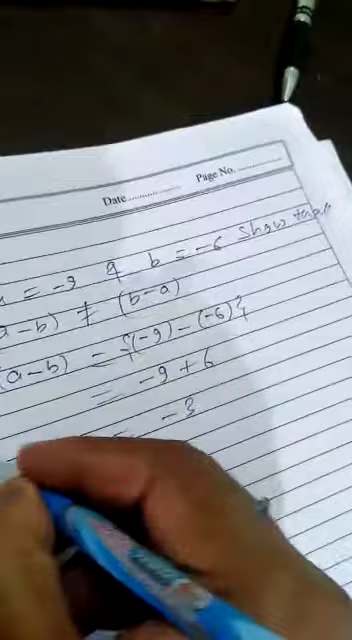 Date.............. Page No. ..............
a = -9 & b = -6 show that
(a-b) ≠ (b-a)
(a-b) = {(-9) - (-6)}
= -9 + 6
= -3